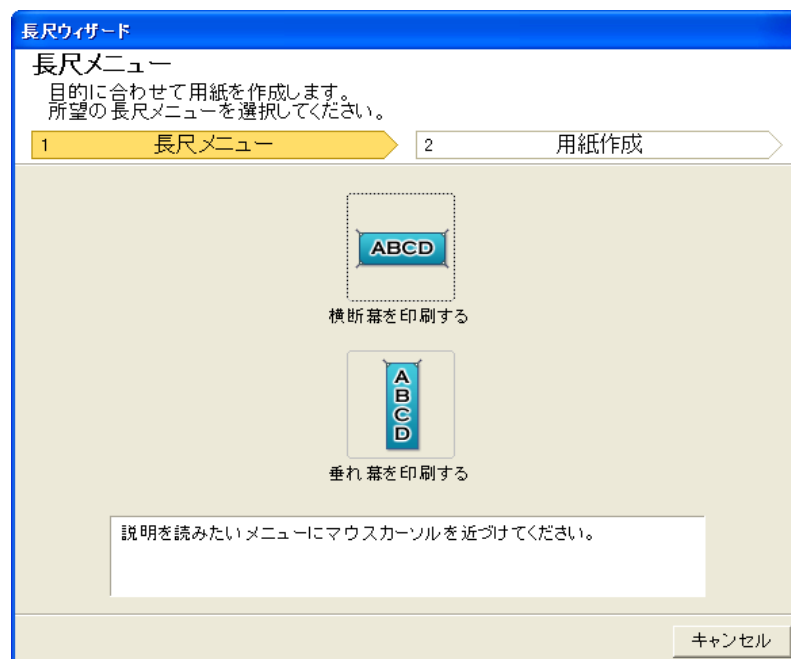 長尺ウィザード
長尺メニュー
目的に合わせて用紙を作成します。
所望の長尺メニューを選択してください。
1 長尺メニュー 2 用紙作成
ABCD
横断幕を印刷する
A
B
C
D
垂れ幕を印刷する
説明を読みたいメニューにマウスカーソルを近づけてください。
キャンセル